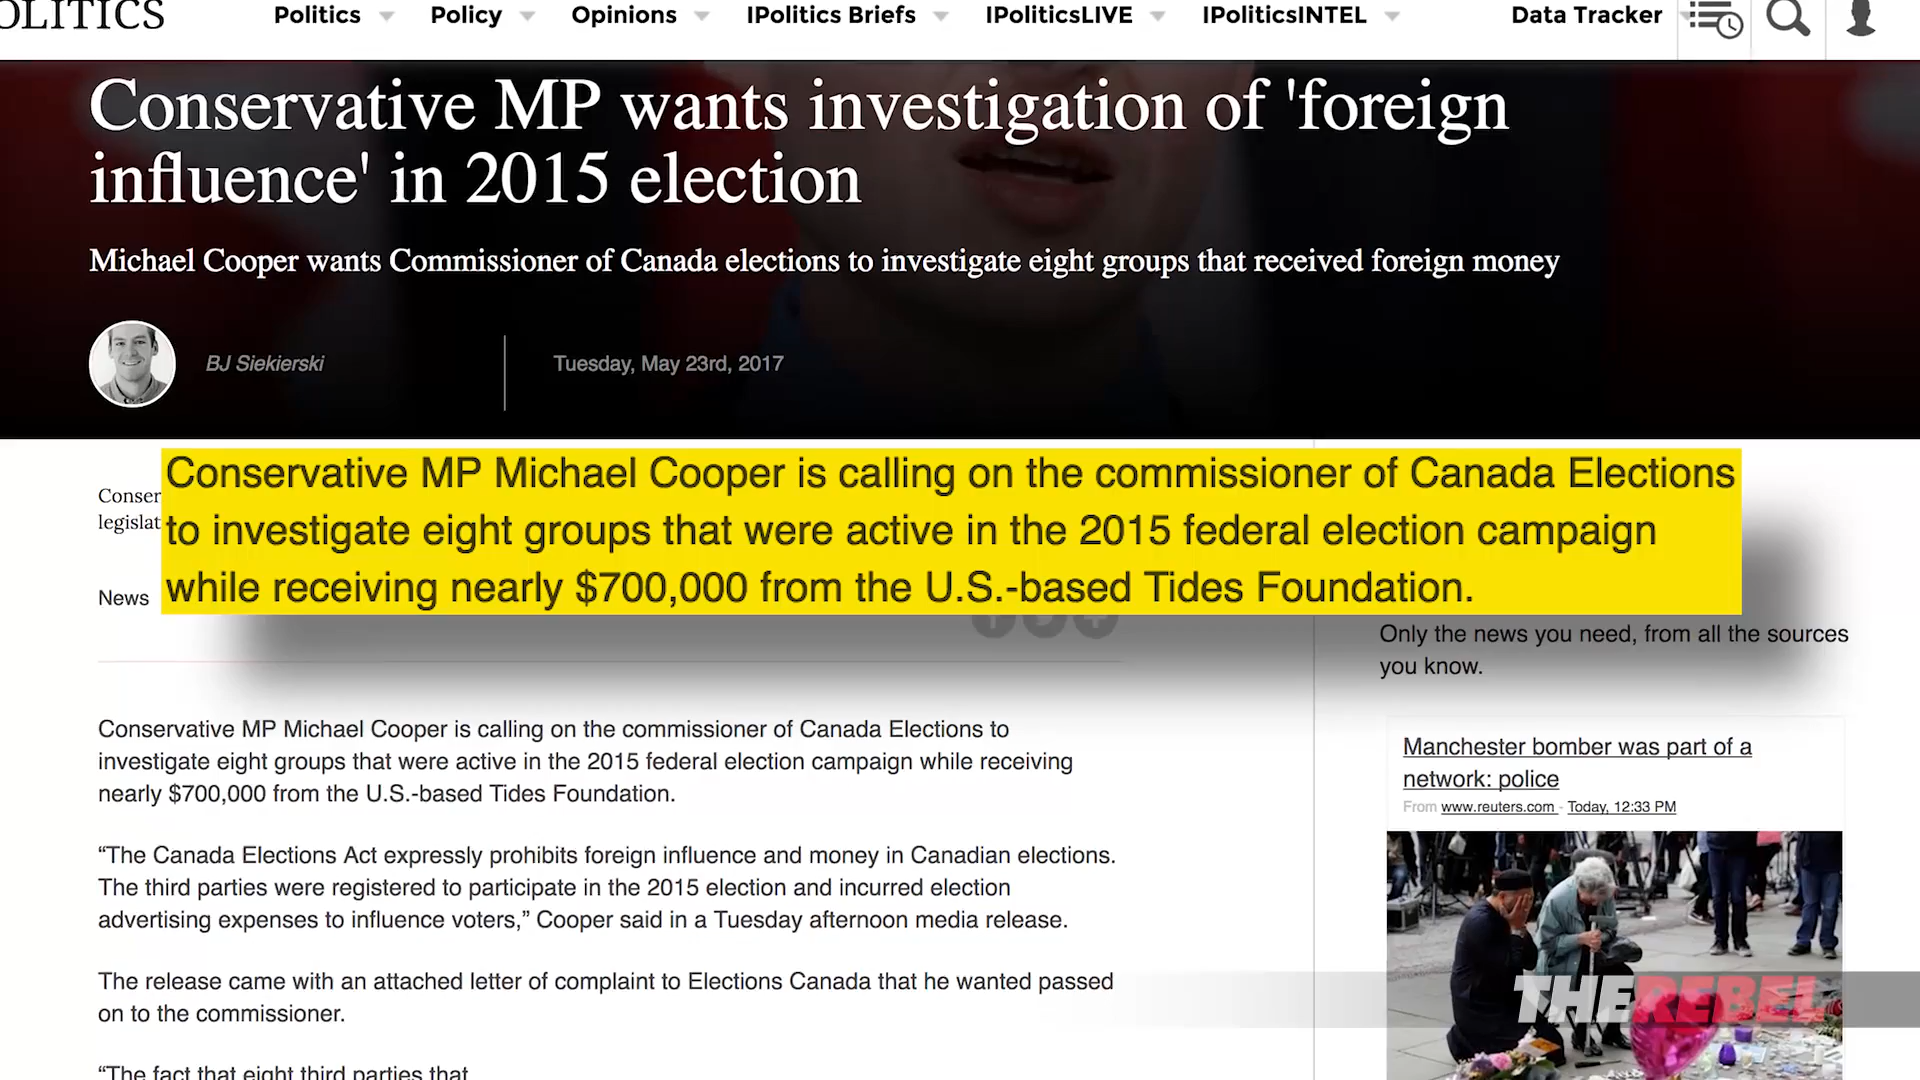 OLITICS
Politics
Policy
Opinions
IPolitics Briefs
IPoliticsLIVE
IPoliticsINTEL
Data Tracker
Conservative MP wants investigation of 'foreign
influence' in 2015 election
Michael Cooper wants Commissioner of Canada elections to investigate eight groups that received foreign money
BJ Siekierski
Tuesday, May 23rd, 2017
Conser
legislat
News
Conservative MP Michael Cooper is calling on the commissioner of Canada Elections
to investigate eight groups that were active in the 2015 federal election campaign
while receiving nearly $700,000 from the U.S.-based Tides Foundation.
Conservative MP Michael Cooper is calling on the commissioner of Canada Elections to
investigate eight groups that were active in the 2015 federal election campaign while receiving
nearly $700,000 from the U.S.-based Tides Foundation.
“The Canada Elections Act expressly prohibits foreign influence and money in Canadian elections.
The third parties were registered to participate in the 2015 election and incurred election
advertising expenses to influence voters,” Cooper said in a Tuesday afternoon media release.
The release came with an attached letter of complaint to Elections Canada that he wanted passed
on to the commissioner.
“The fact that eight third parties that
Only the news you need, from all the sources
you know.
Manchester bomber was part of a
network: police
From www.reuters.com - Today, 12:33 PM
THEREBEL